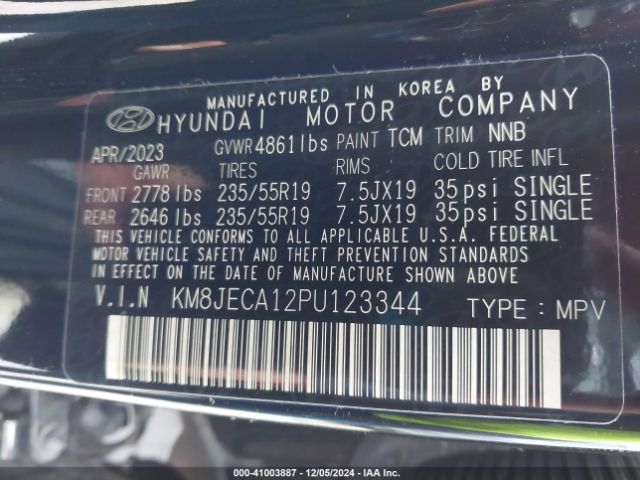 MANUFACTURED IN KOREA BY
HYUNDAI MOTOR COMPANY
APR/2023 GVWR 4861 lbs PAINT TCM TRIM NNB
GAWR TIRES RIMS COLD TIRE INFL
FRONT 2778 lbs 235/55R19 7.5JX19 35psi SINGLE
REAR 2646 lbs 235/55R19 7.5JX19 35psi SINGLE
THIS VEHICLE CONFORMS TO ALL APPLICABLE U.S.A. FEDERAL
MOTOR VEHICLE SAFETY AND THEFT PREVENTION STANDARDS
IN EFFECT ON THE DATE OF MANUFACTURE SHOWN ABOVE.
V.I.N KM8JECA12PU123344 TYPE : MPV
000-41003887 - 12/05/2024 - IAA Inc.